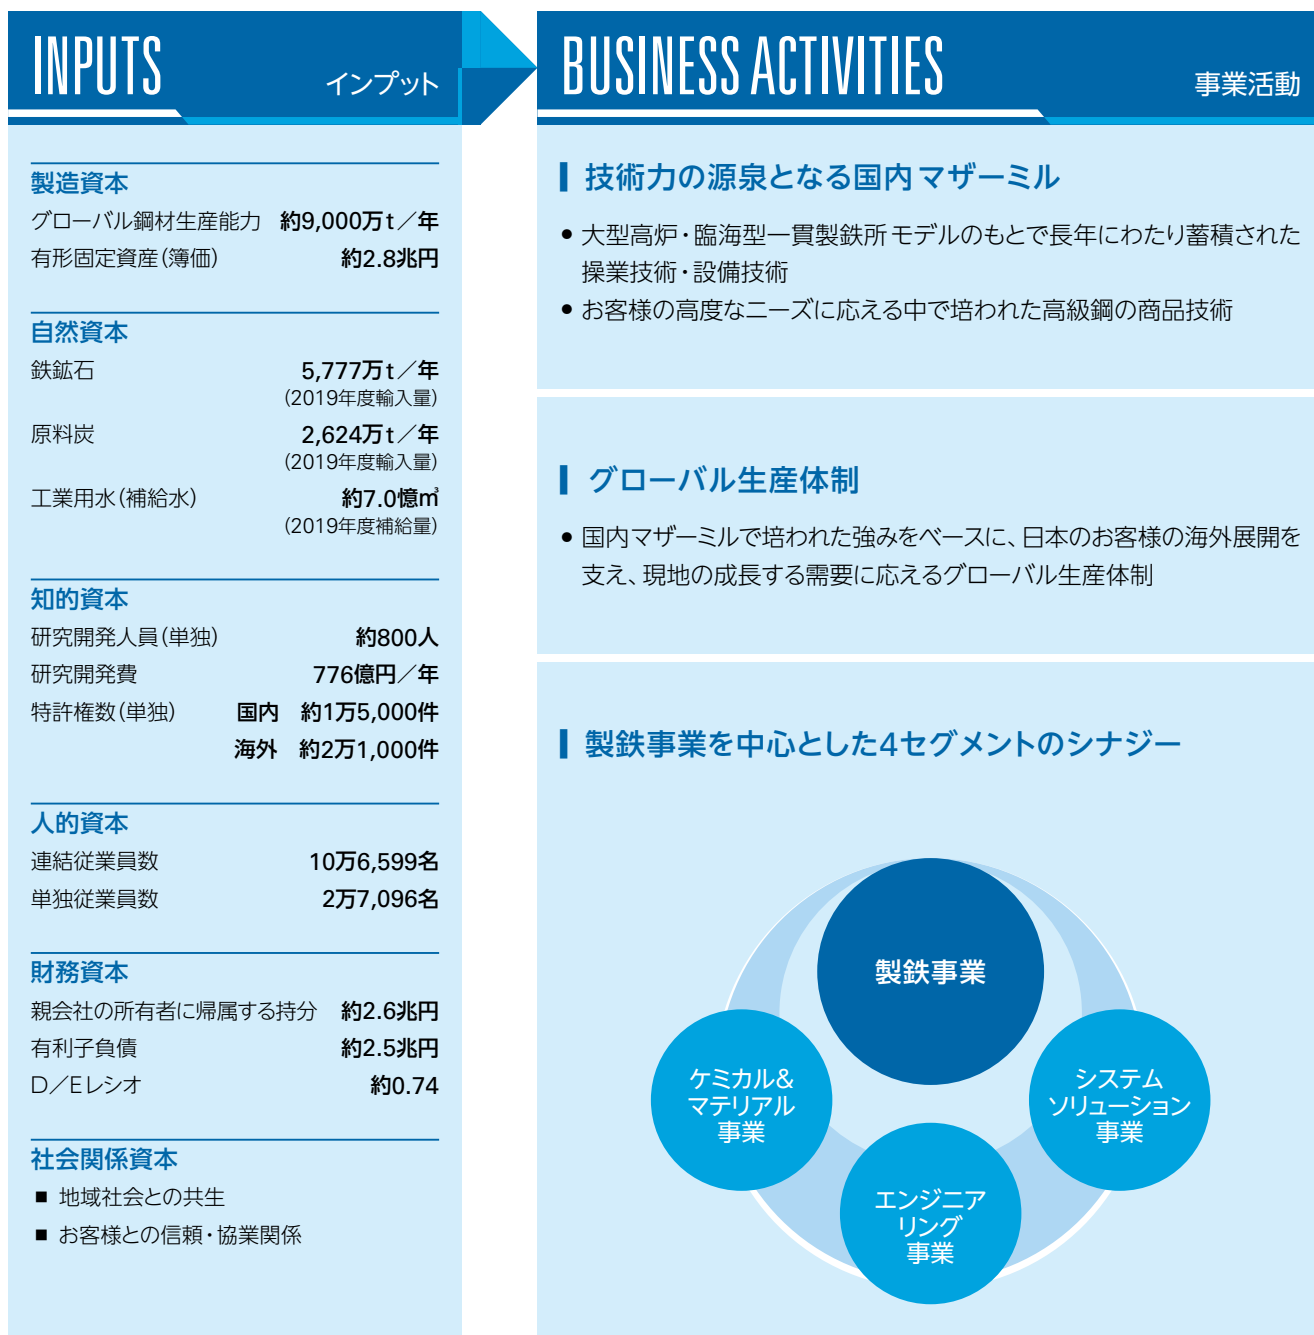 INPUTS
インプット
製造資本
グローバル鋼材生産能力 約9,000万t／年
有形固定資産（簿価） 約2.8兆円
自然資本
鉄鉱石 5,777万t／年
（2019年度輸入量）
原料炭 2,624万t／年
（2019年度輸入量）
工業用水（補給水） 約7.0億㎥
（2019年度補給量）
知的資本
研究開発人員（単独） 約800人
研究開発費 776億円／年
特許権数（単独） 国内 約1万5,000件
海外 約2万1,000件
人的資本
連結従業員数 10万6,599名
単独従業員数 2万7,096名
財務資本
親会社の所有者に帰属する持分 約2.6兆円
有利子負債 約2.5兆円
D／Eレシオ 約0.74
社会関係資本
■ 地域社会との共生
■ お客様との信頼・協業関係
BUSINESS ACTIVITIES
事業活動
技術力の源泉となる国内マザーミル
● 大型高炉・臨海型一貫製鉄所モデルのもとで長年にわたり蓄積された
操業技術・設備技術
● お客様の高度なニーズに応える中で培われた高級鋼の商品技術
グローバル生産体制
● 国内マザーミルで培われた強みをベースに、日本のお客様の海外展開を
支え、現地の成長する需要に応えるグローバル生産体制
製鉄事業を中心とした4セグメントのシナジー
製鉄事業
ケミカル&
マテリアル
事業
システム
ソリューション
事業
エンジニア
リング
事業